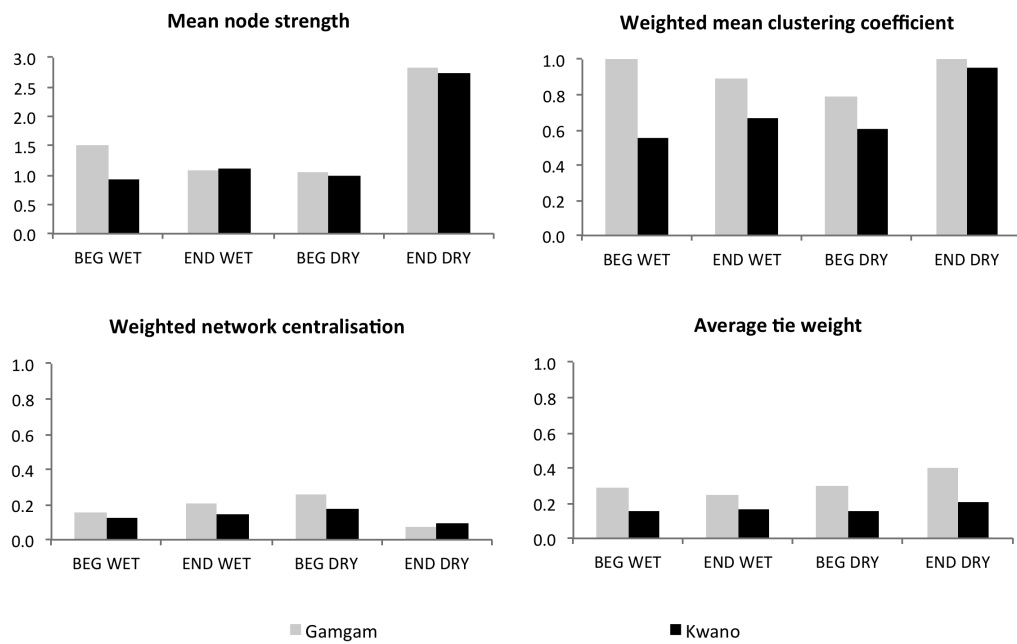 Mean node strength
3.0
2.5
2.0
1.5
1.0
0.5
0.0
BEG WET END WET BEG DRY END DRY
Weighted mean clustering coefficient
1.0
0.8
0.6
0.4
0.2
0.0
BEG WET END WET BEG DRY END DRY
Weighted network centralisation
1.0
0.8
0.6
0.4
0.2
0.0
BEG WET END WET BEG DRY END DRY
Average tie weight
1.0
0.8
0.6
0.4
0.2
0.0
BEG WET END WET BEG DRY END DRY
Gamgam Kwano